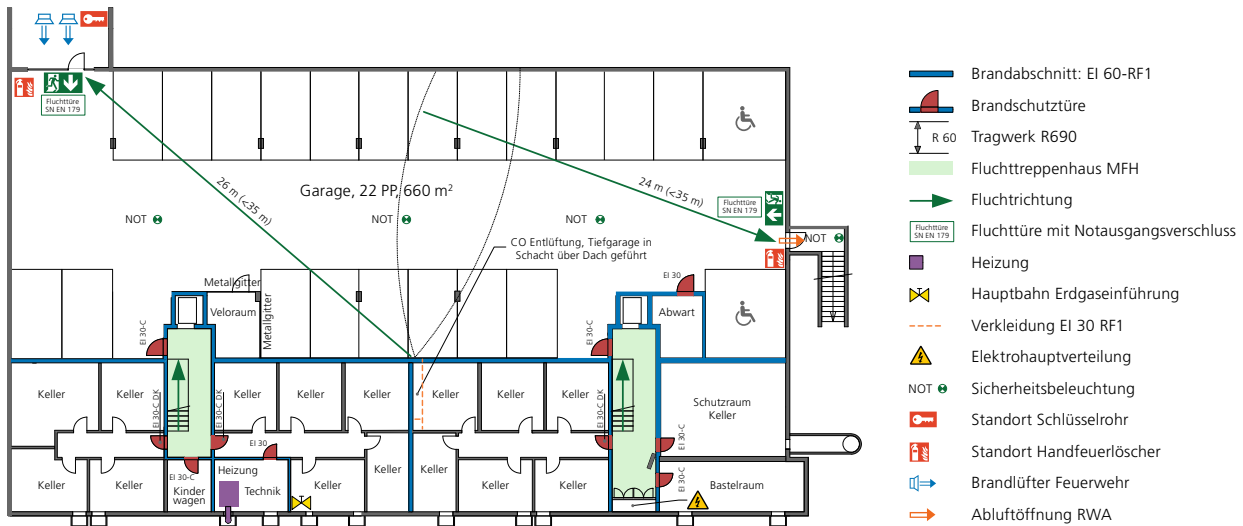 Fluchttüre
SN EN 179
26 m (<35 m)
Garage, 22 PP, 660 m²
24 m (<35 m)
Fluchttüre
SN EN 179
NOT
NOT
NOT
NOT
CO Entlüftung, Tiefgarage in
Schacht über Dach geführt
Metallgitter
Veloraum
Metallgitter
EI 30
Abwart
EI 30-C
EI 30-C
Keller
Keller
Keller
Keller
Keller
Keller
Keller
Keller
EI 30-C DK
EI 30-C DK
EI 30-C DK
Schutzraum
Keller
EI 30
EI 30-C
EI 30-C
EI 30-C
Keller
Keller
Kinder
wagen
Heizung
Technik
Keller
Keller
Keller
Keller
Keller
Bastelraum
Brandabschnitt: EI 60-RF1
Brandschutztüre
R 60
Tragwerk R690
Fluchttreppenhaus MFH
Fluchtrichtung
Fluchttüre
SN EN 179
Fluchttüre mit Notausgangsverschluss
Heizung
Hauptbahn Erdgaseinführung
Verkleidung EI 30 RF1
Elektrohauptverteilung
NOT
Sicherheitsbeleuchtung
Standort Schlüsselrohr
Standort Handfeuerlöscher
Brandlüfter Feuerwehr
Abluftöffnung RWA